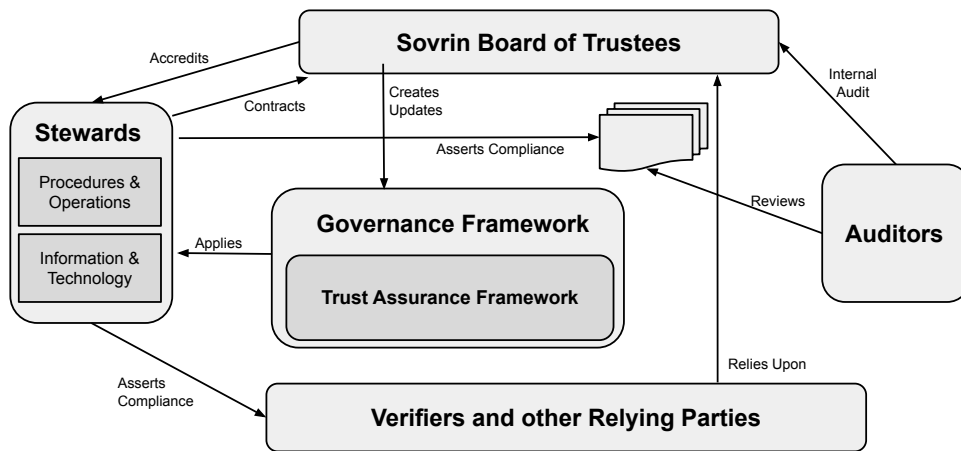 Sovrin Board of Trustees
Accredits
Contracts
Creates
Updates
Internal
Audit
Stewards
Procedures &
Operations
Information &
Technology
Asserts Compliance
Reviews
Auditors
Governance Framework
Applies
Trust Assurance Framework
Relies Upon
Asserts
Compliance
Verifiers and other Relying Parties